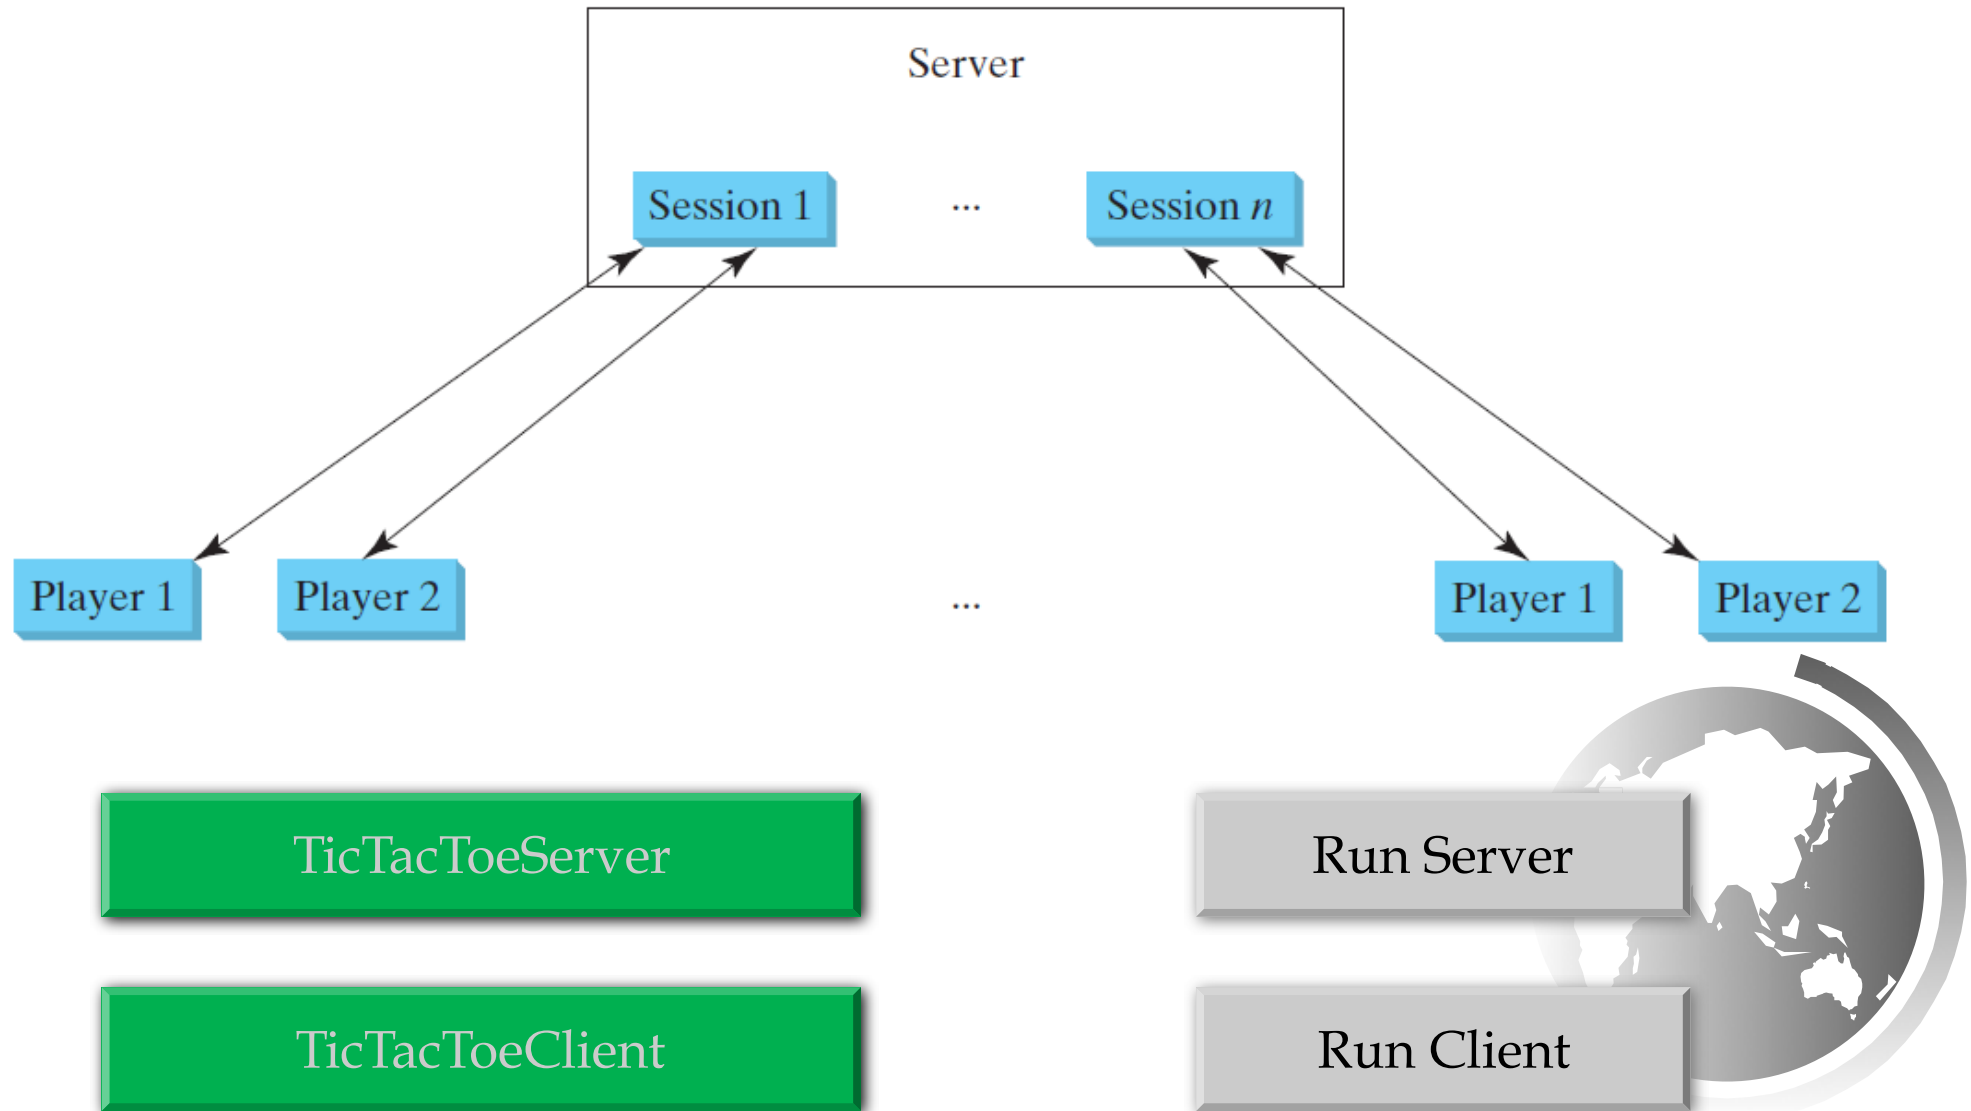 Server
Session 1 ... Session n
Player 1 Player 2 ... Player 1 Player 2
TicTacToeServer Run Server
TicTacToeClient Run Client